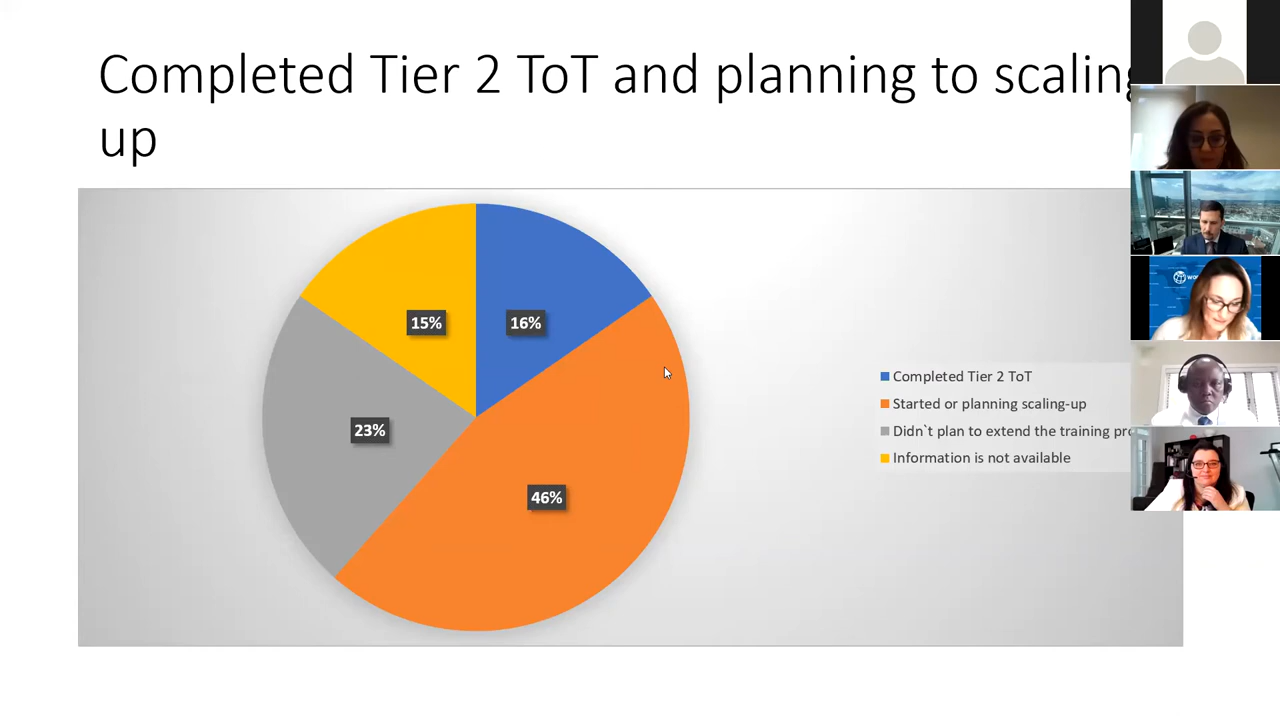 Completed Tier 2 ToT and planning to scaling
up
15%
16%
23%
46%
Completed Tier 2 ToT
Started or planning scaling-up
Didn`t plan to extend the training
Information is not available